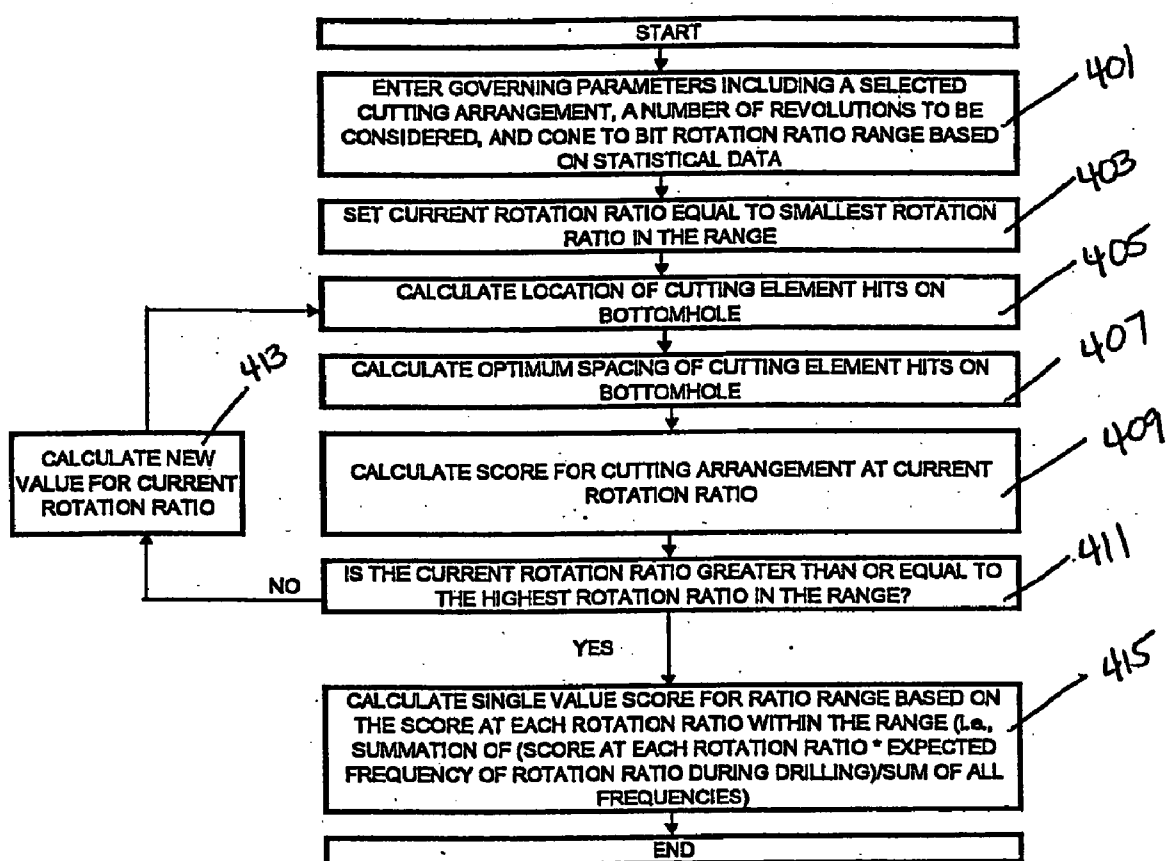 START
ENTER GOVERNING PARAMETERS INCLUDING A SELECTED
CUTTING ARRANGEMENT, A NUMBER OF REVOLUTIONS TO BE
CONSIDERED, AND CONE TO BIT ROTATION RATIO RANGE BASED
ON STATISTICAL DATA
401
SET CURRENT ROTATION RATIO EQUAL TO SMALLEST ROTATION
RATIO IN THE RANGE
403
CALCULATE LOCATION OF CUTTING ELEMENT HITS ON
BOTTOMHOLE
405
CALCULATE OPTIMUM SPACING OF CUTTING ELEMENT HITS ON
BOTTOMHOLE
407
413
CALCULATE NEW
VALUE FOR CURRENT
ROTATION RATIO
CALCULATE SCORE FOR CUTTING ARRANGEMENT AT CURRENT
ROTATION RATIO
409
IS THE CURRENT ROTATION RATIO GREATER THAN OR EQUAL TO
THE HIGHEST ROTATION RATIO IN THE RANGE?
411
NO
YES
CALCULATE SINGLE VALUE SCORE FOR RATIO RANGE BASED ON
THE SCORE AT EACH ROTATION RATIO WITHIN THE RANGE (i.e.,
SUMMATION OF (SCORE AT EACH ROTATION RATIO * EXPECTED
FREQUENCY OF ROTATION RATIO DURING DRILLING)/SUM OF ALL
FREQUENCIES)
415
END